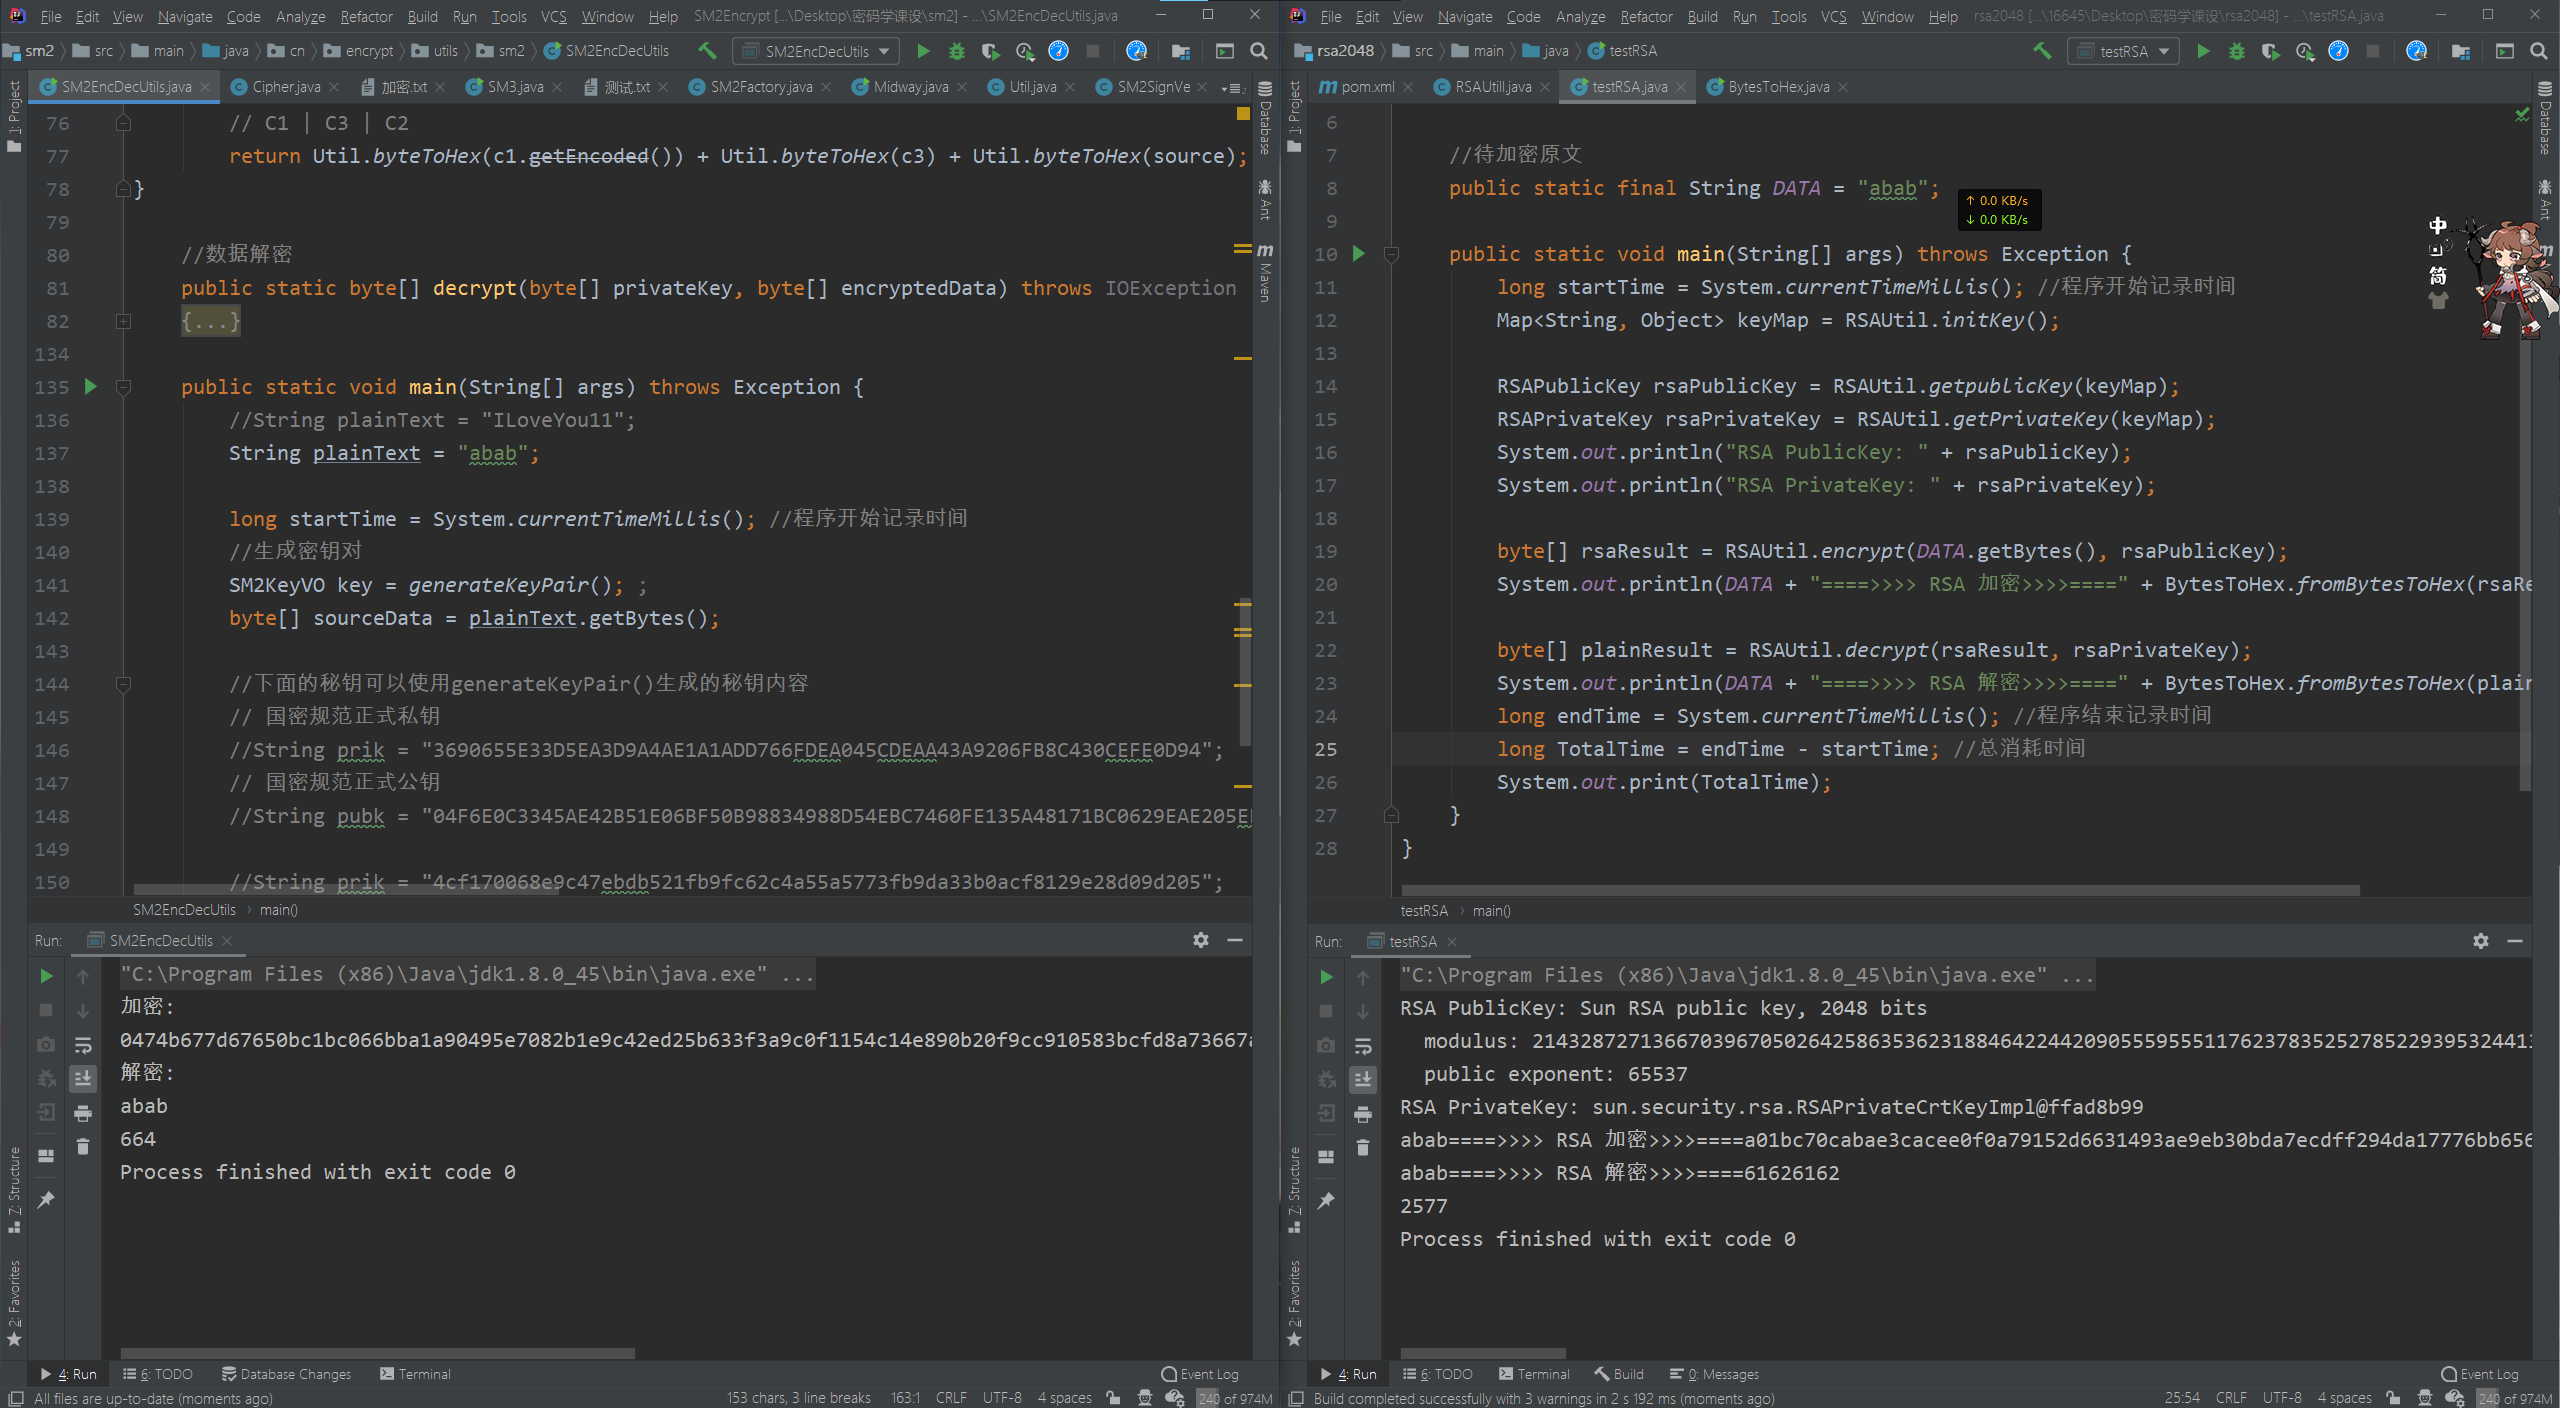 File Edit View Navigate Code Analyze Refactor Build Run Tools VCS Window Help SM2Encrypt [...\Desktop\密码学课设\sm2] - ...\SM2EncDecUtils.java
sm2 src main java cn encrypt utils sm2 SM2EncDecUtils SM2EncDecUtils
SM2EncDecUtils.java Cipher.java 加密.txt SM3.java 测试.txt SM2Factory.java Midway.java Util.java SM2SignVe
1: Project
Database
Ant
Maven
76 // C1 | C3 | C2
77 return Util.byteToHex(c1.getEncoded()) + Util.byteToHex(c3) + Util.byteToHex(source);
78 }
79
80 //数据解密
81 public static byte[] decrypt(byte[] privateKey, byte[] encryptedData) throws IOException
82 {...}
134
135 public static void main(String[] args) throws Exception {
136 //String plainText = "ILoveYou11";
137 String plainText = "abab";
138
139 long startTime = System.currentTimeMillis(); //程序开始记录时间
140 //生成密钥对
141 SM2KeyVO key = generateKeyPair(); ;
142 byte[] sourceData = plainText.getBytes();
143
144 //下面的秘钥可以使用generateKeyPair()生成的秘钥内容
145 // 国密规范正式私钥
146 //String prik = "3690655E33D5EA3D9A4AE1A1ADD766FDEA045CDEAA43A9206FB8C430CEFE0D94";
147 // 国密规范正式公钥
148 //String pubk = "04F6E0C3345AE42B51E06BF50B98834988D54EBC7460FE135A48171BC0629EAE205E
149
150 //String prik = "4cf170068e9c47ebdb521fb9fc62c4a55a5773fb9da33b0acf8129e28d09d205";
SM2EncDecUtils main()
Run: SM2EncDecUtils
"C:\Program Files (x86)\Java\jdk1.8.0_45\bin\java.exe" ...
加密:
0474b677d67650bc1bc066bba1a90495e7082b1e9c42ed25b633f3a9c0f1154c14e890b20f9cc910583bcfd8a73667a
解密:
abab
664
Process finished with exit code 0
7: Structure
2: Favorites
4: Run 6: TODO Database Changes Terminal Event Log
All files are up-to-date (moments ago) 153 chars, 3 line breaks 163:1 CRLF UTF-8 4 spaces 240 of 974M
File Edit View Navigate Code Analyze Refactor Build Run Tools VCS Window Help rsa2048 [...\16645\Desktop\密码学课设\rsa2048] - ...\testRSA.java
rsa2048 src main java testRSA testRSA
pom.xml RSAUtill.java testRSA.java BytesToHex.java
1: Project
Database
Ant
6
7 //待加密原文
8 public static final String DATA = "abab";
↑ 0.0 KB/s
↓ 0.0 KB/s
中
简
9
10 public static void main(String[] args) throws Exception {
11 long startTime = System.currentTimeMillis(); //程序开始记录时间
12 Map<String, Object> keyMap = RSAUtil.initKey();
13
14 RSAPublicKey rsaPublicKey = RSAUtil.getpublicKey(keyMap);
15 RSAPrivateKey rsaPrivateKey = RSAUtil.getPrivateKey(keyMap);
16 System.out.println("RSA PublicKey: " + rsaPublicKey);
17 System.out.println("RSA PrivateKey: " + rsaPrivateKey);
18
19 byte[] rsaResult = RSAUtil.encrypt(DATA.getBytes(), rsaPublicKey);
20 System.out.println(DATA + "====>>>> RSA 加密>>>>====" + BytesToHex.fromBytesToHex(rsaRe
21
22 byte[] plainResult = RSAUtil.decrypt(rsaResult, rsaPrivateKey);
23 System.out.println(DATA + "====>>>> RSA 解密>>>>====" + BytesToHex.fromBytesToHex(plain
24 long endTime = System.currentTimeMillis(); //程序结束记录时间
25 long TotalTime = endTime - startTime; //总消耗时间
26 System.out.print(TotalTime);
27 }
28 }
testRSA main()
Run: testRSA
"C:\Program Files (x86)\Java\jdk1.8.0_45\bin\java.exe" ...
RSA PublicKey: Sun RSA public key, 2048 bits
modulus: 2143287271366703967050264258635362318846422442090555955551176237835252785229395324413
public exponent: 65537
RSA PrivateKey: sun.security.rsa.RSAPrivateCrtKeyImpl@ffad8b99
abab====>>>> RSA 加密>>>>====a01bc70cabae3cacee0f0a79152d6631493ae9eb30bda7ecdff294da17776bb656
abab====>>>> RSA 解密>>>>====61626162
2577
Process finished with exit code 0
7: Structure
2: Favorites
4: Run 6: TODO Terminal Build 0: Messages Event Log
Build completed successfully with 3 warnings in 2 s 192 ms (moments ago) 25:54 CRLF UTF-8 4 spaces 240 of 974M